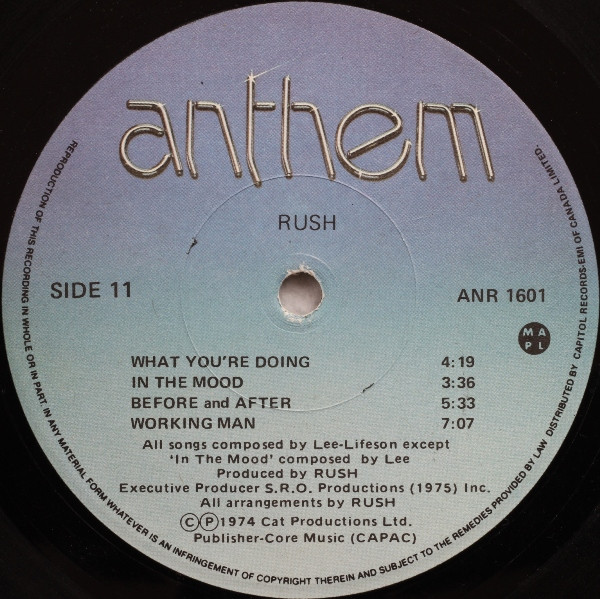 anthem
RUSH
SIDE 11
ANR 1601
MA
PL
WHAT YOU'RE DOING 4:19
IN THE MOOD 3:36
BEFORE and AFTER 5:33
WORKING MAN 7:07
All songs composed by Lee-Lifeson except
'In The Mood' composed by Lee
Produced by RUSH
Executive Producer S.R.O. Productions (1975) Inc.
All arrangements by RUSH
©℗1974 Cat Productions Ltd.
Publisher-Core Music (CAPAC)
REPRODUCTION OF THIS RECORDING IN WHOLE OR IN PART, IN ANY MATERIAL FORM WHATEVER IS AN INFRINGEMENT OF COPYRIGHT THEREIN AND SUBJECT TO THE REMEDIES PROVIDED BY LAW. DISTRIBUTED BY CAPITOL RECORDS-EMI OF CANADA LIMITED.